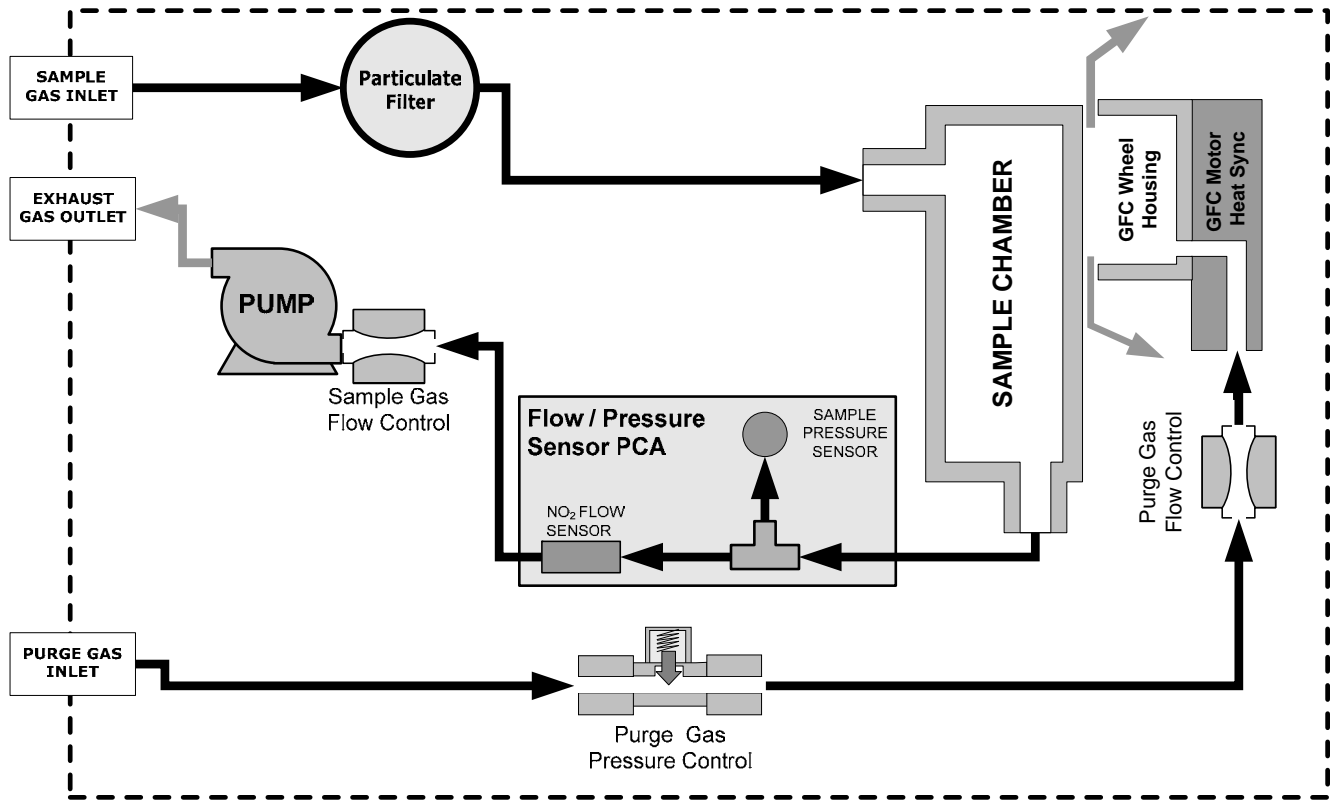 SAMPLE
GAS INLET
Particulate
Filter
EXHAUST
GAS OUTLET
PUMP
Sample Gas
Flow Control
Flow / Pressure
Sensor PCA
SAMPLE
PRESSURE
SENSOR
NO₂ FLOW
SENSOR
SAMPLE CHAMBER
GFC Wheel
Housing
GFC Motor
Heat Sync
Purge Gas
Flow Control
PURGE GAS
INLET
Purge Gas
Pressure Control